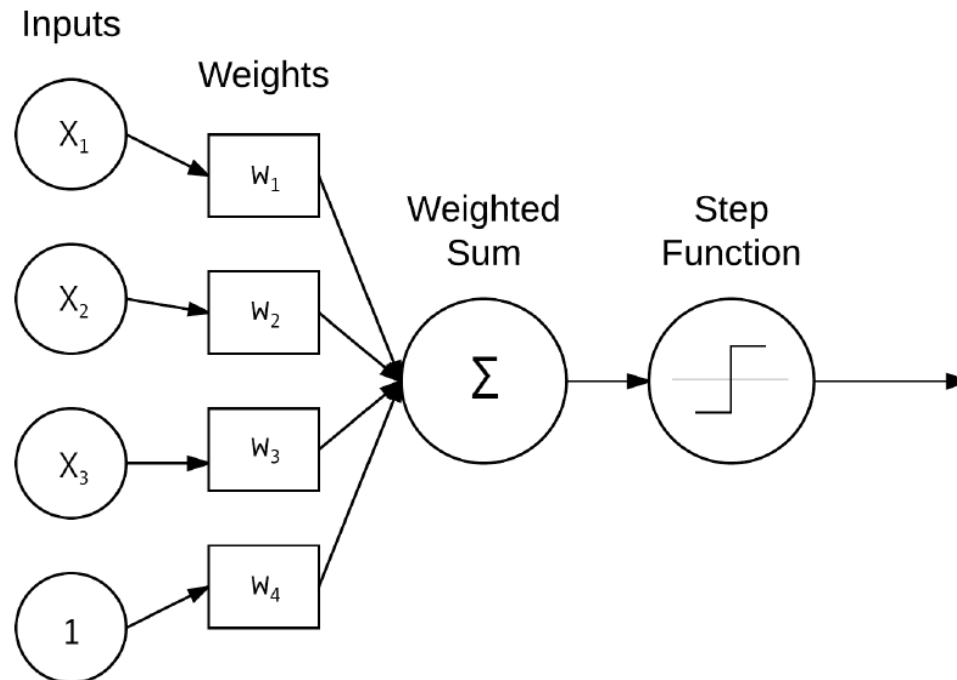 Inputs
Weights
X₁
w₁
Weighted
Sum
Step
Function
X₂
w₂
Σ
X₃
w₃
1
w₄